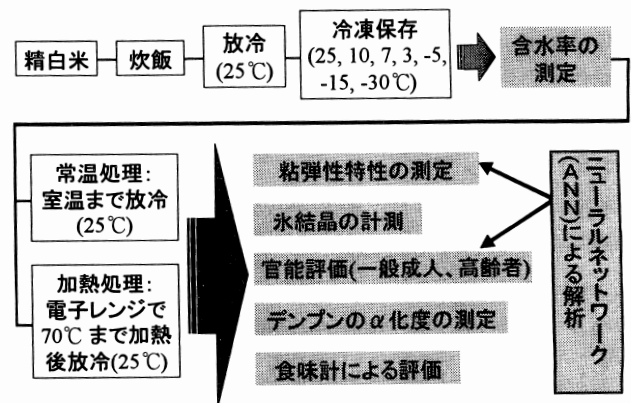 精白米
炊飯
放冷
(25℃)
冷凍保存
(25, 10, 7, 3, -5,
-15, -30℃)
含水率の
測定
常温処理:
室温まで放冷
(25℃)
加熱処理:
電子レンジで
70℃ まで加熱
後放冷(25℃)
粘弾性特性の測定
氷結晶の計測
官能評価(一般成人、高齢者)
デンプンのα化度の測定
食味計による評価
ニューラルネットワーク
(ANN)による解析